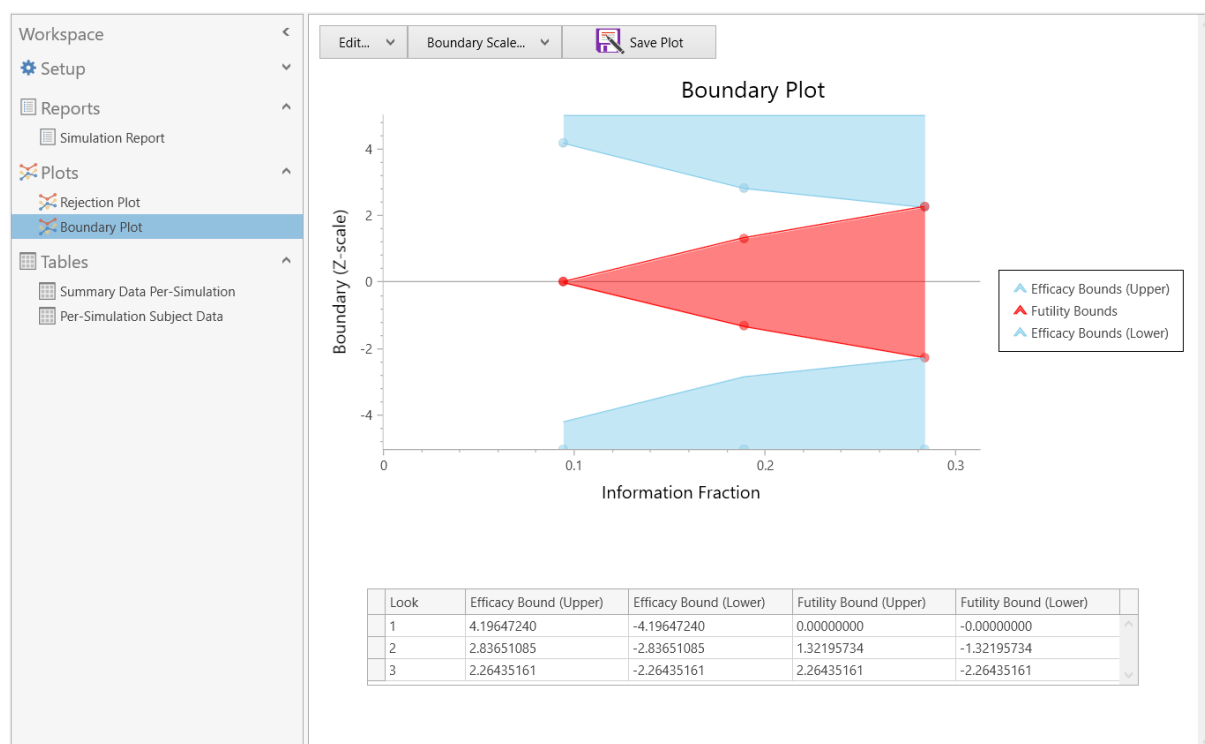 Workspace
Setup
Reports
Simulation Report
Plots
Rejection Plot
Boundary Plot
Tables
Summary Data Per-Simulation
Per-Simulation Subject Data
Edit... Boundary Scale... Save Plot
Boundary Plot
Boundary (Z-scale)
4
2
0
-2
-4
0 0.1 0.2 0.3
Information Fraction
Efficacy Bounds (Upper)
Futility Bounds
Efficacy Bounds (Lower)
Look Efficacy Bound (Upper) Efficacy Bound (Lower) Futility Bound (Upper) Futility Bound (Lower)
1 4.19647240 -4.19647240 0.00000000 -0.00000000
2 2.83651085 -2.83651085 1.32195734 -1.32195734
3 2.26435161 -2.26435161 2.26435161 -2.26435161